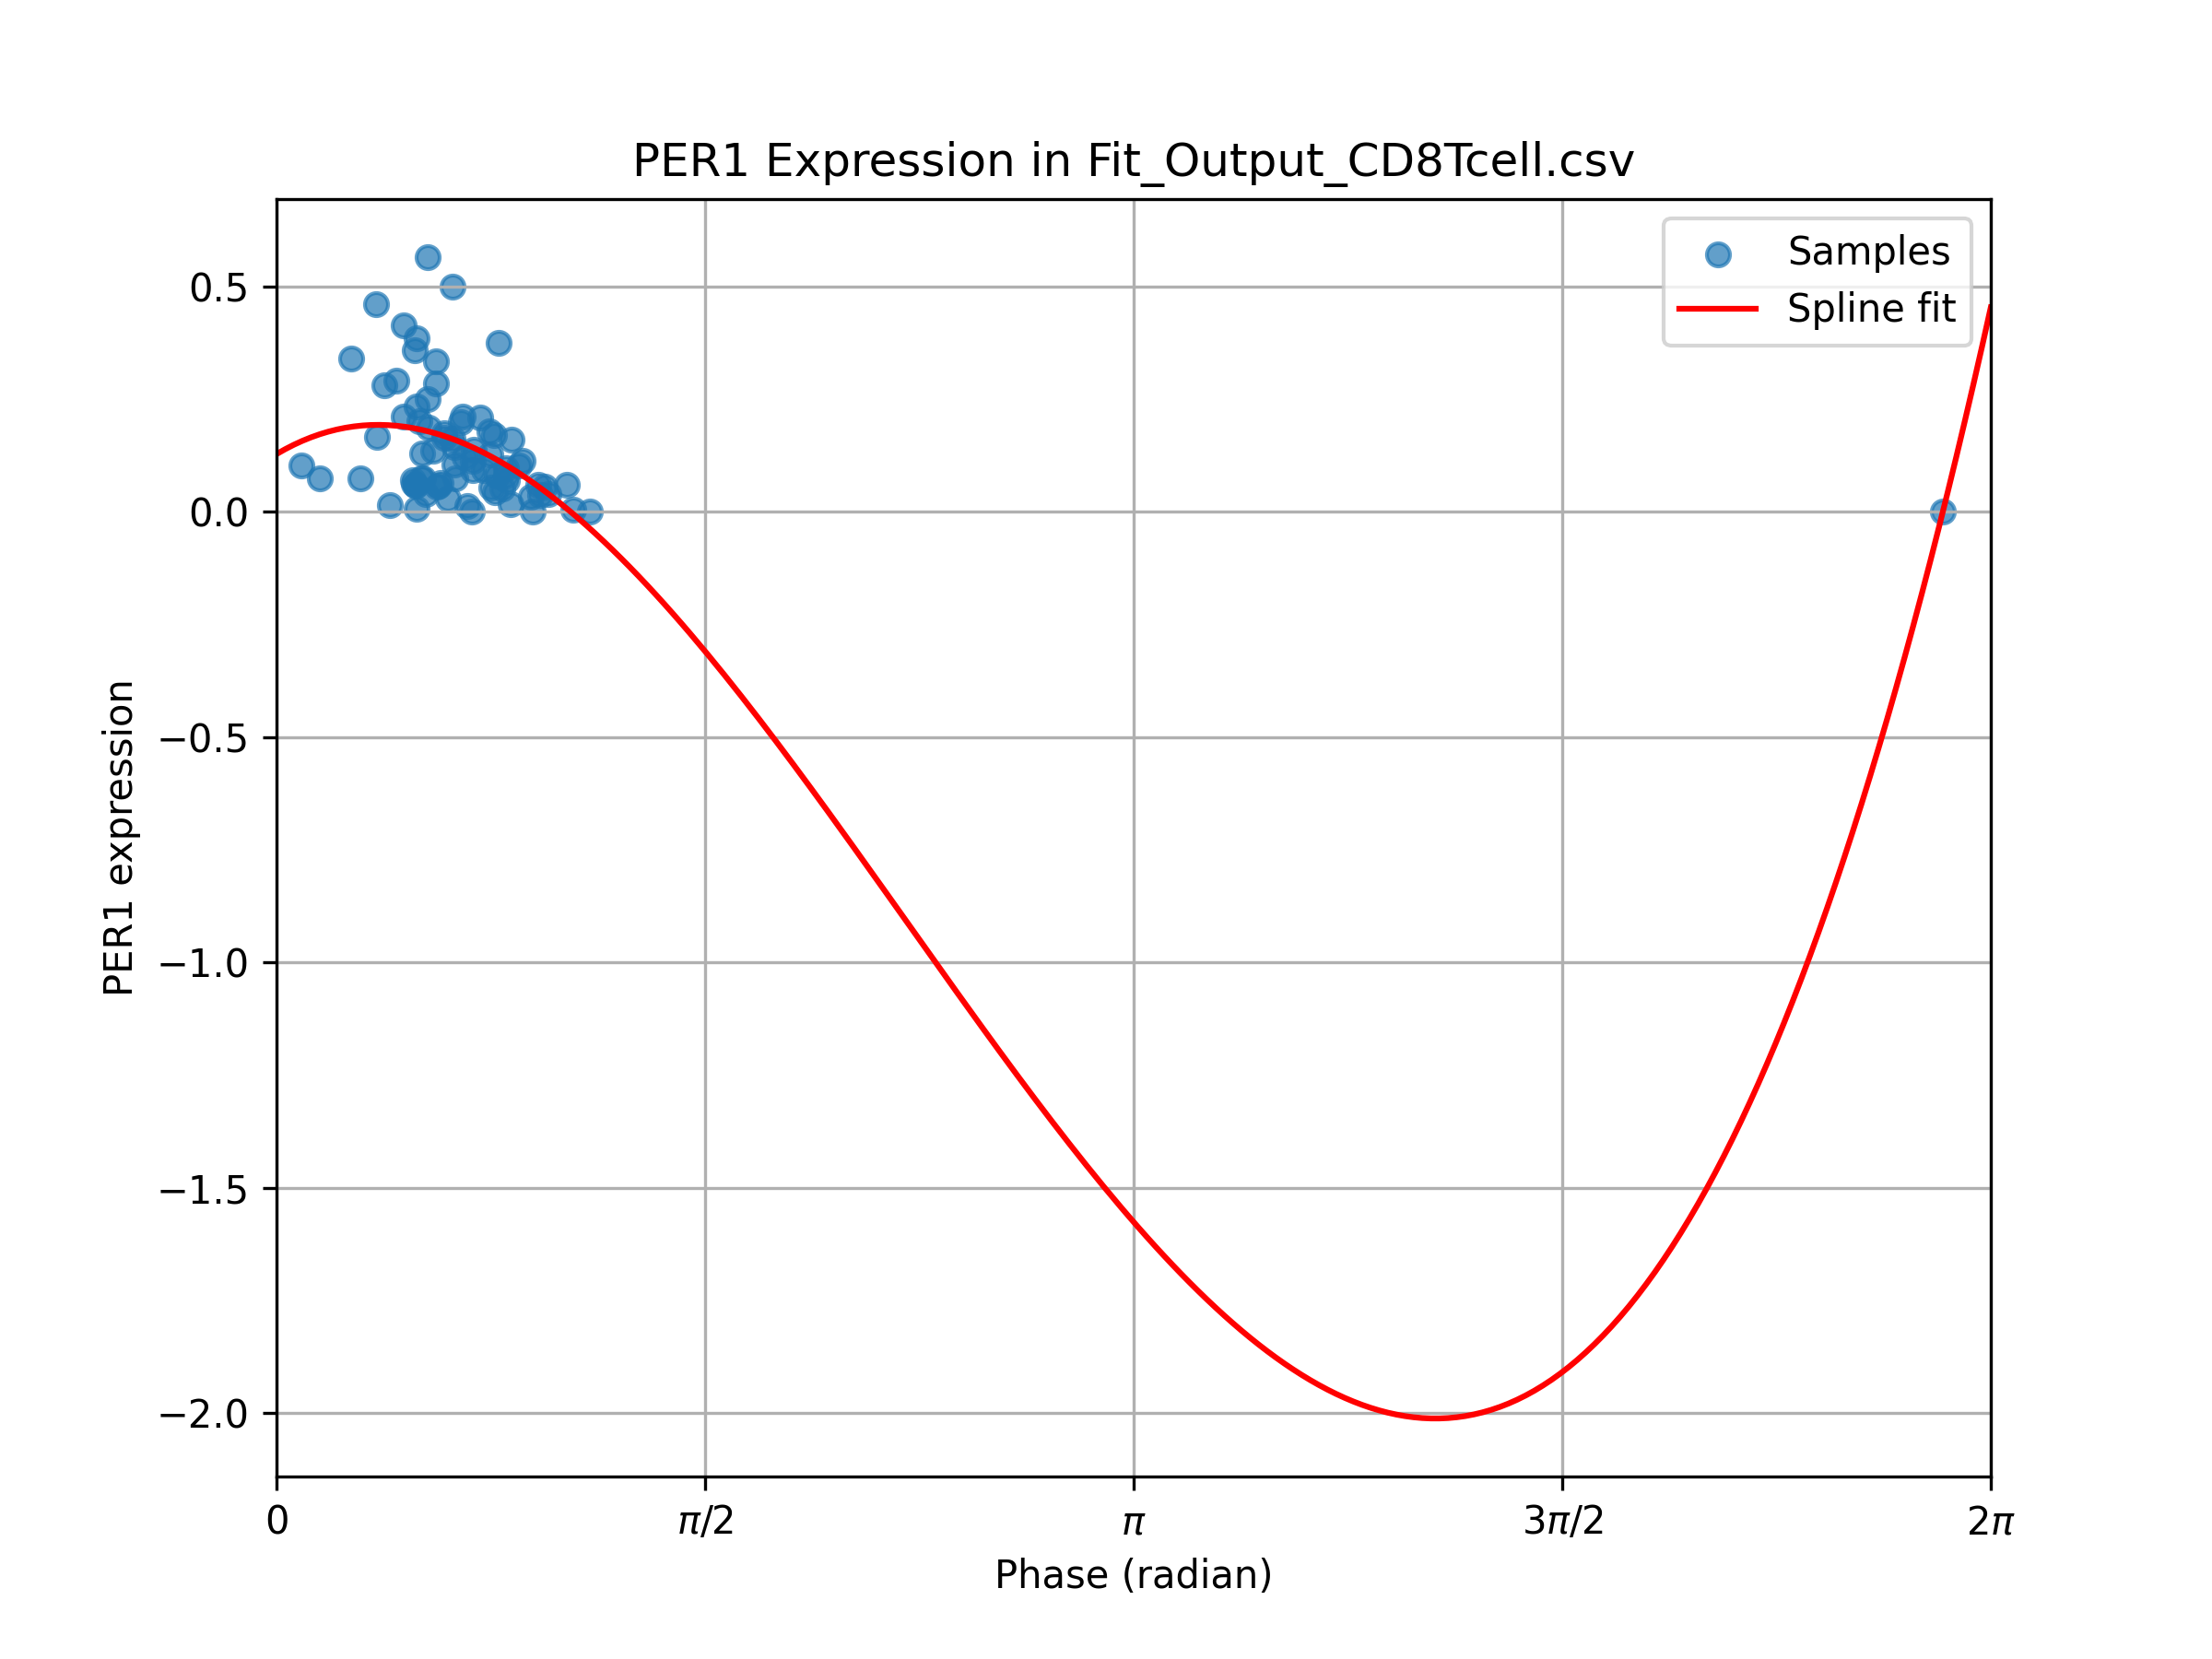 PER1 Expression in Fit_Output_CD8Tcell.csv
Samples
Spline fit
0.5
0.0
−0.5
−1.0
−1.5
−2.0
PER1 expression
0
π/2
π
3π/2
2π
Phase (radian)